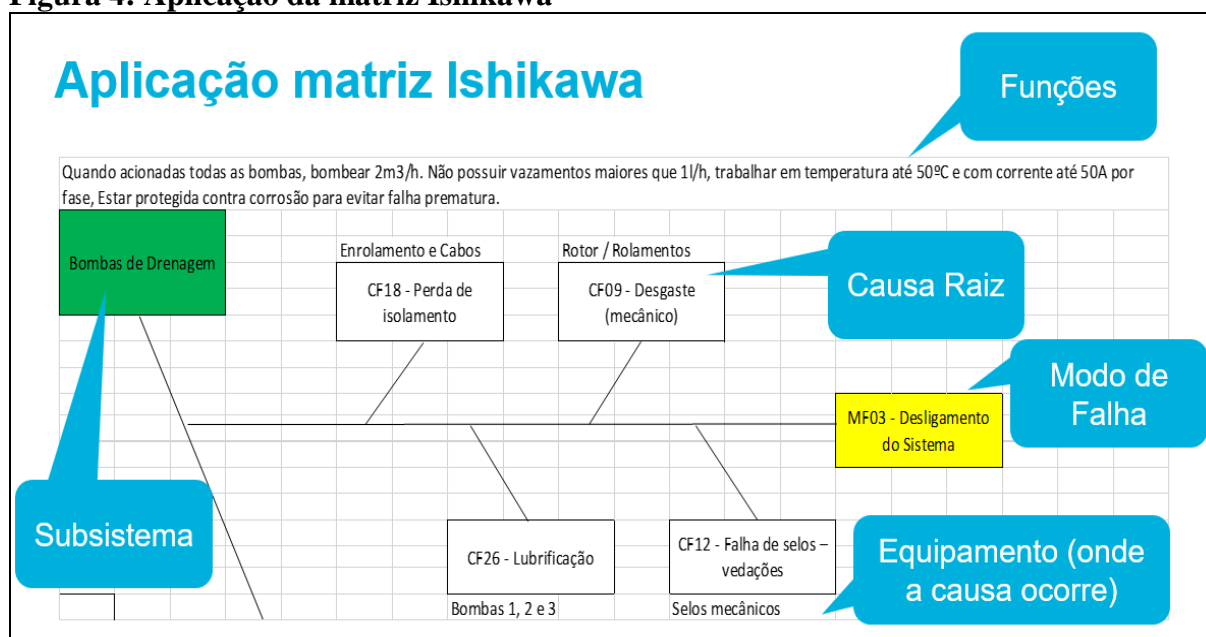 Figura 4: Aplicação da matriz Ishikawa
Aplicação matriz Ishikawa
Funções
Quando acionadas todas as bombas, bombear 2m3/h. Não possuir vazamentos maiores que 1l/h, trabalhar em temperatura até 50ºC e com corrente até 50A por
fase, Estar protegida contra corrosão para evitar falha prematura.
Bombas de Drenagem
Enrolamento e Cabos
CF18 - Perda de
isolamento
Rotor / Rolamentos
CF09 - Desgaste
(mecânico)
Causa Raiz
Modo de
Falha
MF03 - Desligamento
do Sistema
Subsistema
CF26 - Lubrificação
Bombas 1, 2 e 3
CF12 - Falha de selos –
vedações
Selos mecânicos
Equipamento (onde
a causa ocorre)